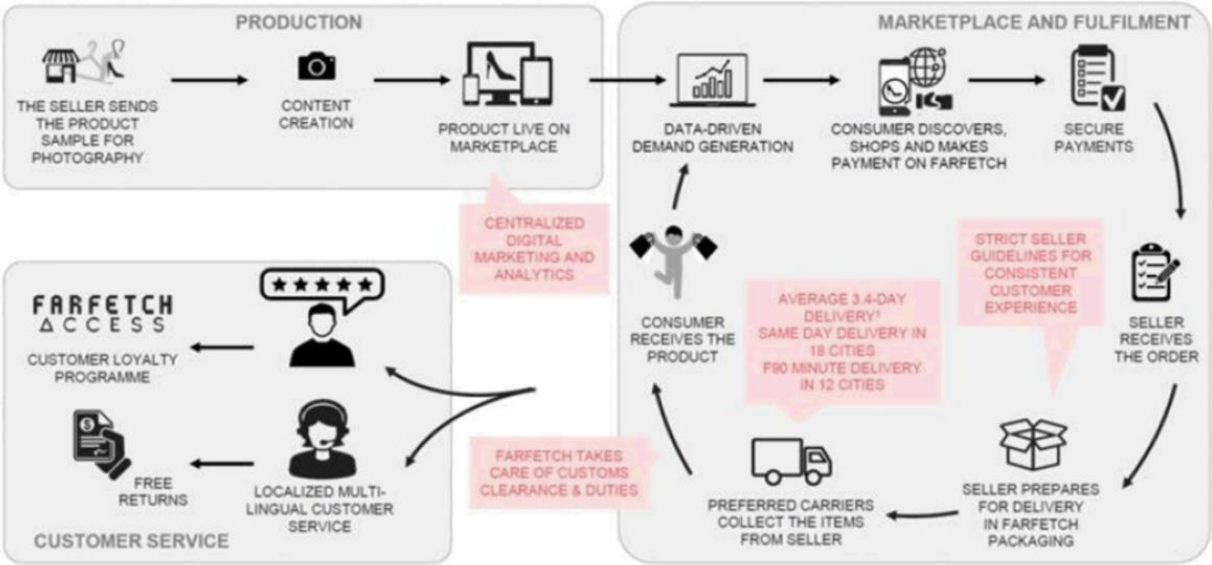 PRODUCTION
THE SELLER SENDS
THE PRODUCT
SAMPLE FOR
PHOTOGRAPHY
CONTENT
CREATION
PRODUCT LIVE ON
MARKETPLACE
CENTRALIZED
DIGITAL
MARKETING AND
ANALYTICS
MARKETPLACE AND FULFILMENT
DATA-DRIVEN
DEMAND GENERATION
CONSUMER DISCOVERS,
SHOPS AND MAKES
PAYMENT ON FARFETCH
SECURE
PAYMENTS
SELLER
RECEIVES
THE ORDER
STRICT SELLER
GUIDELINES FOR
CONSISTENT
CUSTOMER
EXPERIENCE
SELLER PREPARES
FOR DELIVERY
IN FARFETCH
PACKAGING
AVERAGE 3.4-DAY
DELIVERY¹
SAME DAY DELIVERY IN
18 CITIES
F90 MINUTE DELIVERY
IN 12 CITIES
PREFERRED CARRIERS
COLLECT THE ITEMS
FROM SELLER
FARFETCH TAKES
CARE OF CUSTOMS
CLEARANCE & DUTIES
CONSUMER
RECEIVES THE
PRODUCT
FARFETCH
ACCESS
CUSTOMER LOYALTY
PROGRAMME
FREE
RETURNS
LOCALIZED MULTI-
LINGUAL CUSTOMER
SERVICE
CUSTOMER SERVICE